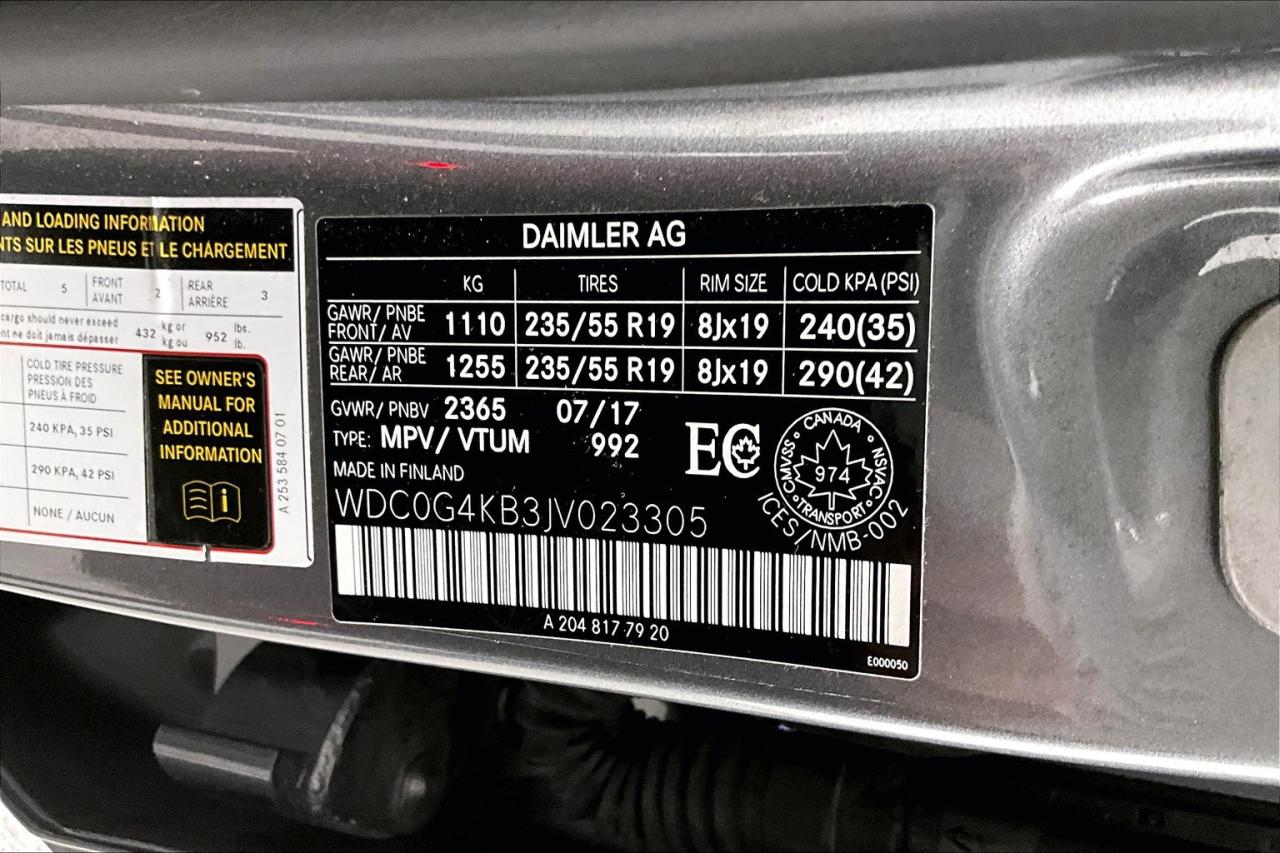 AND LOADING INFORMATION
NTS SUR LES PNEUS ET LE CHARGEMENT
TOTAL 5 FRONT AVANT 2 REAR ARRIÈRE 3
cargo should never exceed 432 kg or 952 lbs.
nt ne doit jamais dépasser kg ou lb.
COLD TIRE PRESSURE
PRESSION DES
PNEUS À FROID
240 KPA, 35 PSI
290 KPA, 42 PSI
NONE / AUCUN
SEE OWNER'S
MANUAL FOR
ADDITIONAL
INFORMATION
i
A 253 584 07 01
DAIMLER AG
KG TIRES RIM SIZE COLD KPA (PSI)
GAWR/ PNBE FRONT/ AV 1110 235/55 R19 8Jx19 240(35)
GAWR/ PNBE REAR/ AR 1255 235/55 R19 8Jx19 290(42)
GVWR/ PNBV 2365 07/17
TYPE: MPV/ VTUM 992
MADE IN FINLAND
WDC0G4KB3JV023305
EC
CANADA
CMVSS 974 NSVAC
TRANSPORT
ICES/NMB-002
A 204 817 79 20
E000050